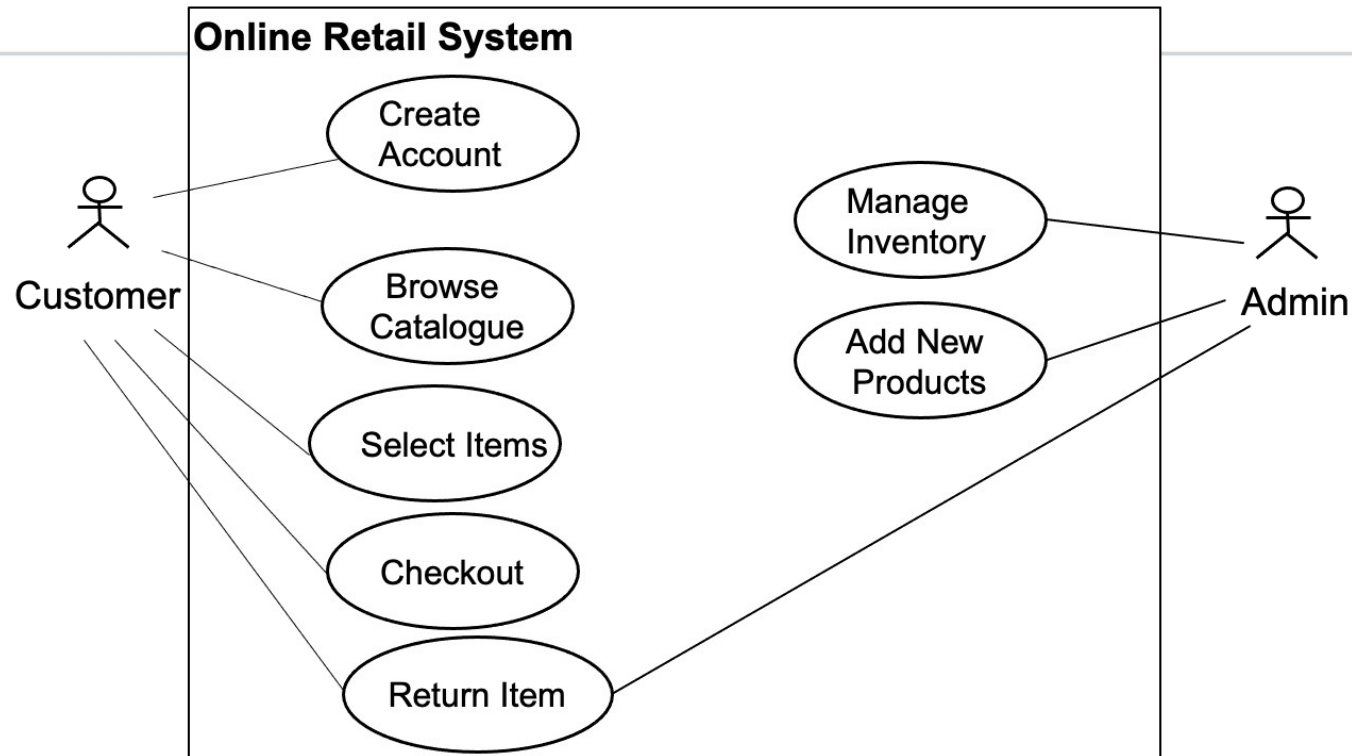 Online Retail System
Create
Account
Customer
Browse
Catalogue
Select Items
Checkout
Return Item
Manage
Inventory
Add New
Products
Admin